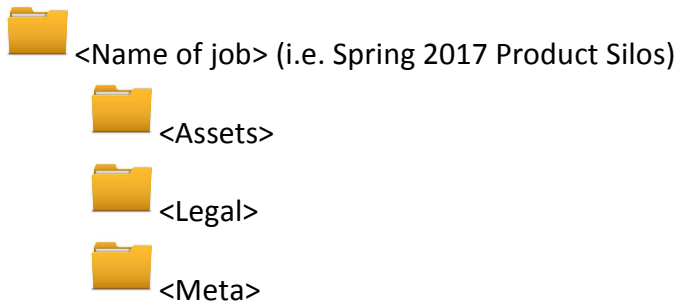 <Name of job> (i.e. Spring 2017 Product Silos)
<Assets>
<Legal>
<Meta>